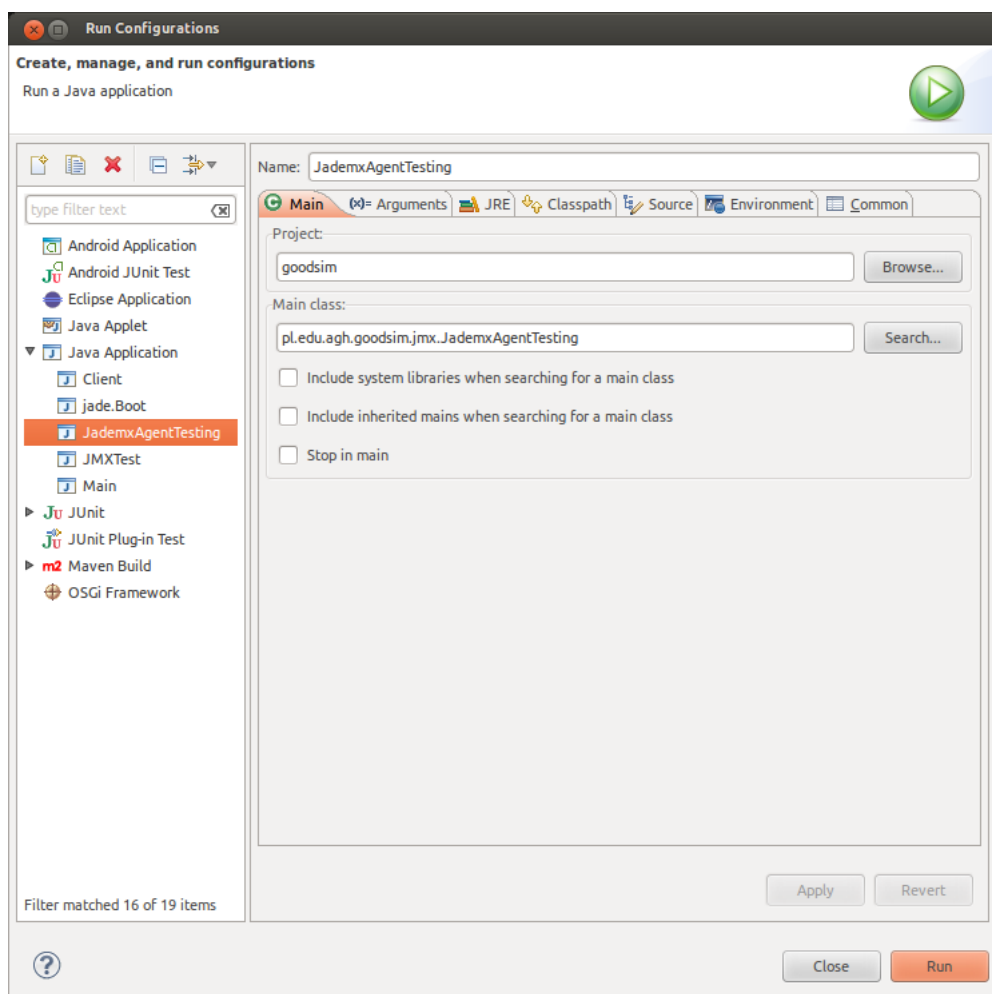 Run Configurations
Create, manage, and run configurations
Run a Java application
Name: JademxAgentTesting
type filter text
Main (x)= Arguments JRE Classpath Source Environment Common
Project:
goodsim Browse...
Main class:
pl.edu.agh.goodsim.jmx.JademxAgentTesting Search...
Include system libraries when searching for a main class
Include inherited mains when searching for a main class
Stop in main
Android Application
Ju Android JUnit Test
Eclipse Application
Java Applet
J Java Application
J Client
J jade.Boot
J JademxAgentTesting
J JMXTest
J Main
Ju JUnit
Ju JUnit Plug-in Test
m2 Maven Build
OSGi Framework
Filter matched 16 of 19 items
Apply Revert
? Close Run